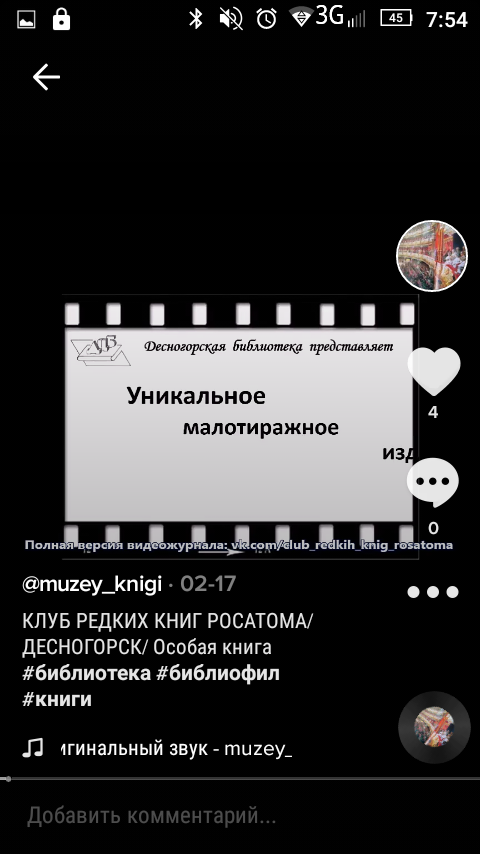 3G 45 7:54
Десногорская библиотека представляет
Уникальное
малотиражное
4
0
Полная версия видеожурнала: vk.com/club_redkih_knig_rosatoma
@muzey_knigi · 02-17
КЛУБ РЕДКИХ КНИГ РОСАТОМА/
ДЕСНОГОРСК/ Особая книга
#библиотека #библиофил
#книги
игинальный звук - muzey_
Добавить комментарий...